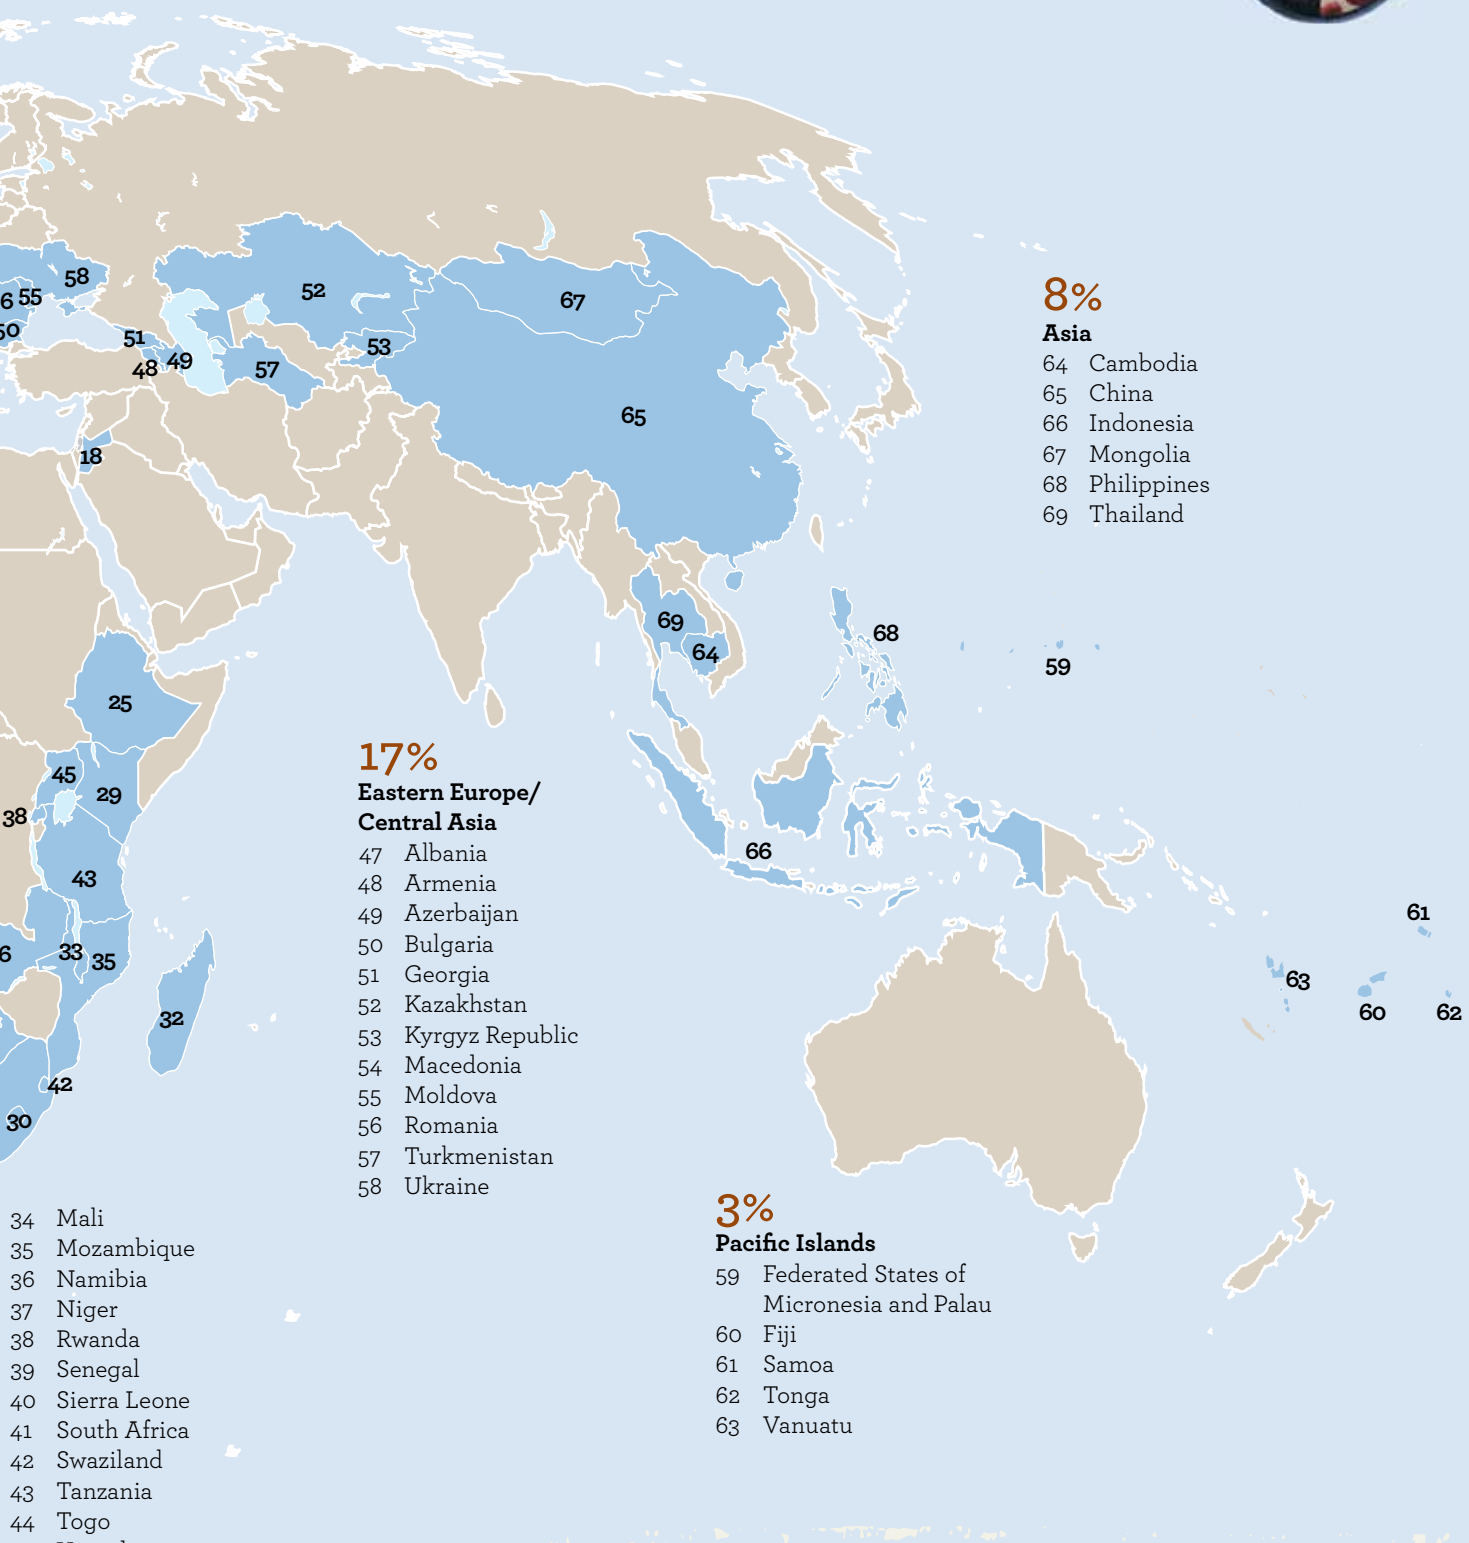 58
52
67
6
55
50
51
53
48
49
57
65
18
8%
Asia
64 Cambodia
65 China
66 Indonesia
67 Mongolia
68 Philippines
69 Thailand
69
64
68
59
25
45
29
38
43
66
6
33
35
32
42
30
61
63
60
62
17%
Eastern Europe/
Central Asia
47 Albania
48 Armenia
49 Azerbaijan
50 Bulgaria
51 Georgia
52 Kazakhstan
53 Kyrgyz Republic
54 Macedonia
55 Moldova
56 Romania
57 Turkmenistan
58 Ukraine
34 Mali
35 Mozambique
36 Namibia
37 Niger
38 Rwanda
39 Senegal
40 Sierra Leone
41 South Africa
42 Swaziland
43 Tanzania
44 Togo
3%
Pacific Islands
59 Federated States of
Micronesia and Palau
60 Fiji
61 Samoa
62 Tonga
63 Vanuatu